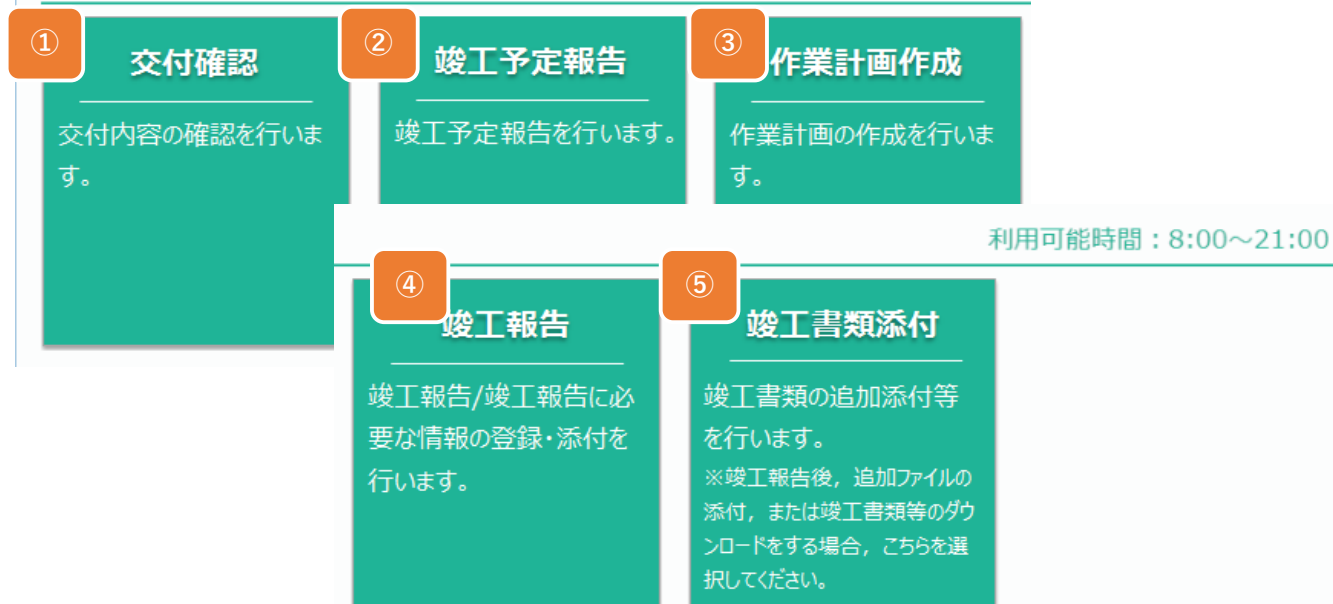 ①
交付確認
交付内容の確認を行いま
す。
②
竣工予定報告
竣工予定報告を行います。
③
作業計画作成
作業計画の作成を行いま
す。
利用可能時間：8:00～21:00
④
竣工報告
竣工報告/竣工報告に必
要な情報の登録・添付を
行います。
⑤
竣工書類添付
竣工書類の追加添付等
を行います。
※竣工報告後，追加ファイルの
添付，または竣工書類等のダウ
ンロードをする場合，こちらを選
択してください。